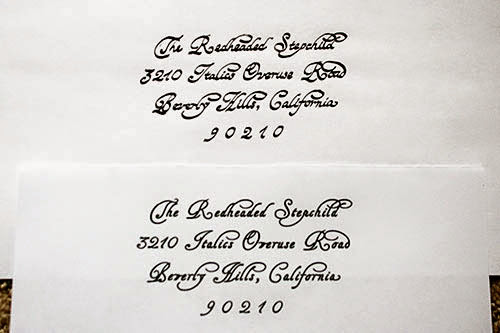 The Redheaded Stepchild
3210 Italics Overuse Road
Beverly Hills, California
90210
The Redheaded Stepchild
3210 Italics Overuse Road
Beverly Hills, California
90210